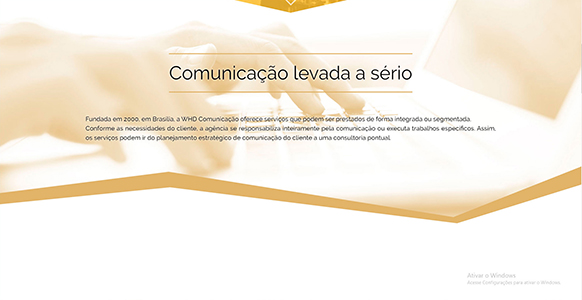 Comunicação levada a sério
Fundada em 2000, em Brasília, a WHD Comunicação oferece serviços que podem ser prestados de forma integrada ou segmentada.
Conforme as necessidades do cliente, a agência se responsabiliza inteiramente pela comunicação ou executa trabalhos específicos. Assim,
os serviços podem ir do planejamento estratégico de comunicação do cliente a uma consultoria pontual.
Ativar o Windows
Acesse Configurações para ativar o Windows.